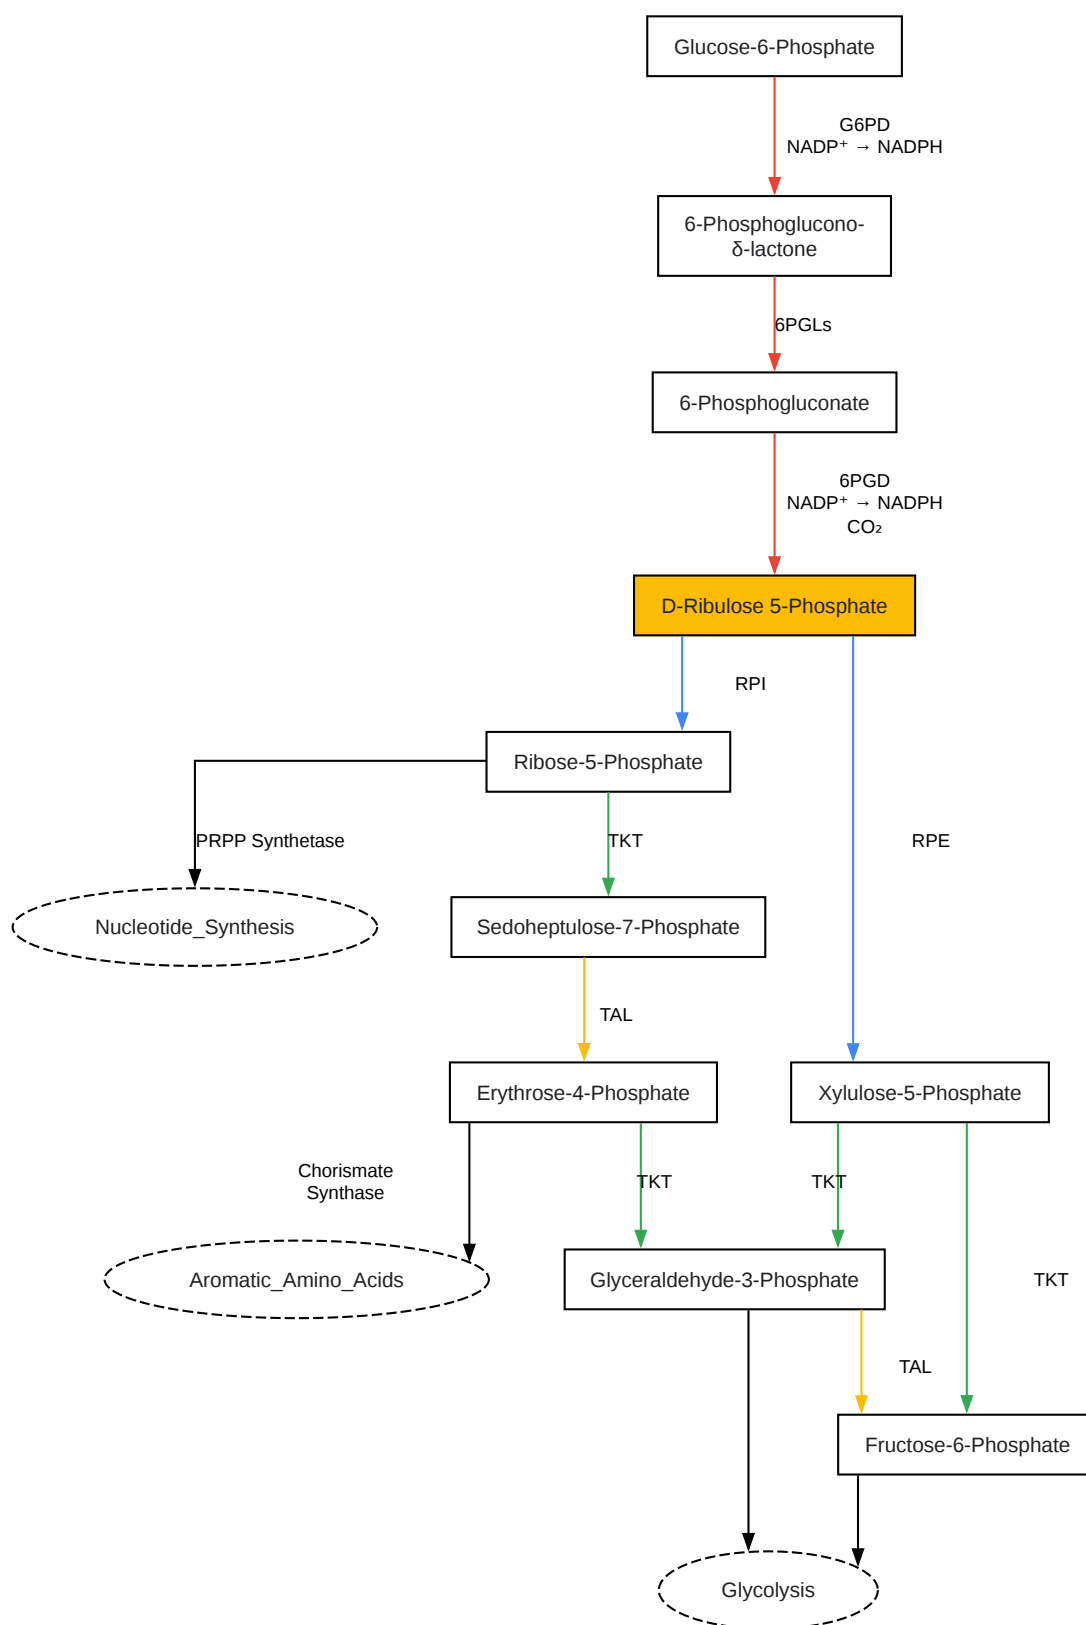 Glucose-6-Phosphate
G6PD
NADP⁺ → NADPH
6-Phosphoglucono-
δ-lactone
6PGLs
6-Phosphogluconate
6PGD
NADP⁺ → NADPH
CO₂
D-Ribulose 5-Phosphate
RPI
Ribose-5-Phosphate
PRPP Synthetase
TKT
RPE
Nucleotide_Synthesis
Sedoheptulose-7-Phosphate
TAL
Erythrose-4-Phosphate
Xylulose-5-Phosphate
Chorismate
Synthase
TKT
TKT
Aromatic_Amino_Acids
Glyceraldehyde-3-Phosphate
TKT
TAL
Fructose-6-Phosphate
Glycolysis